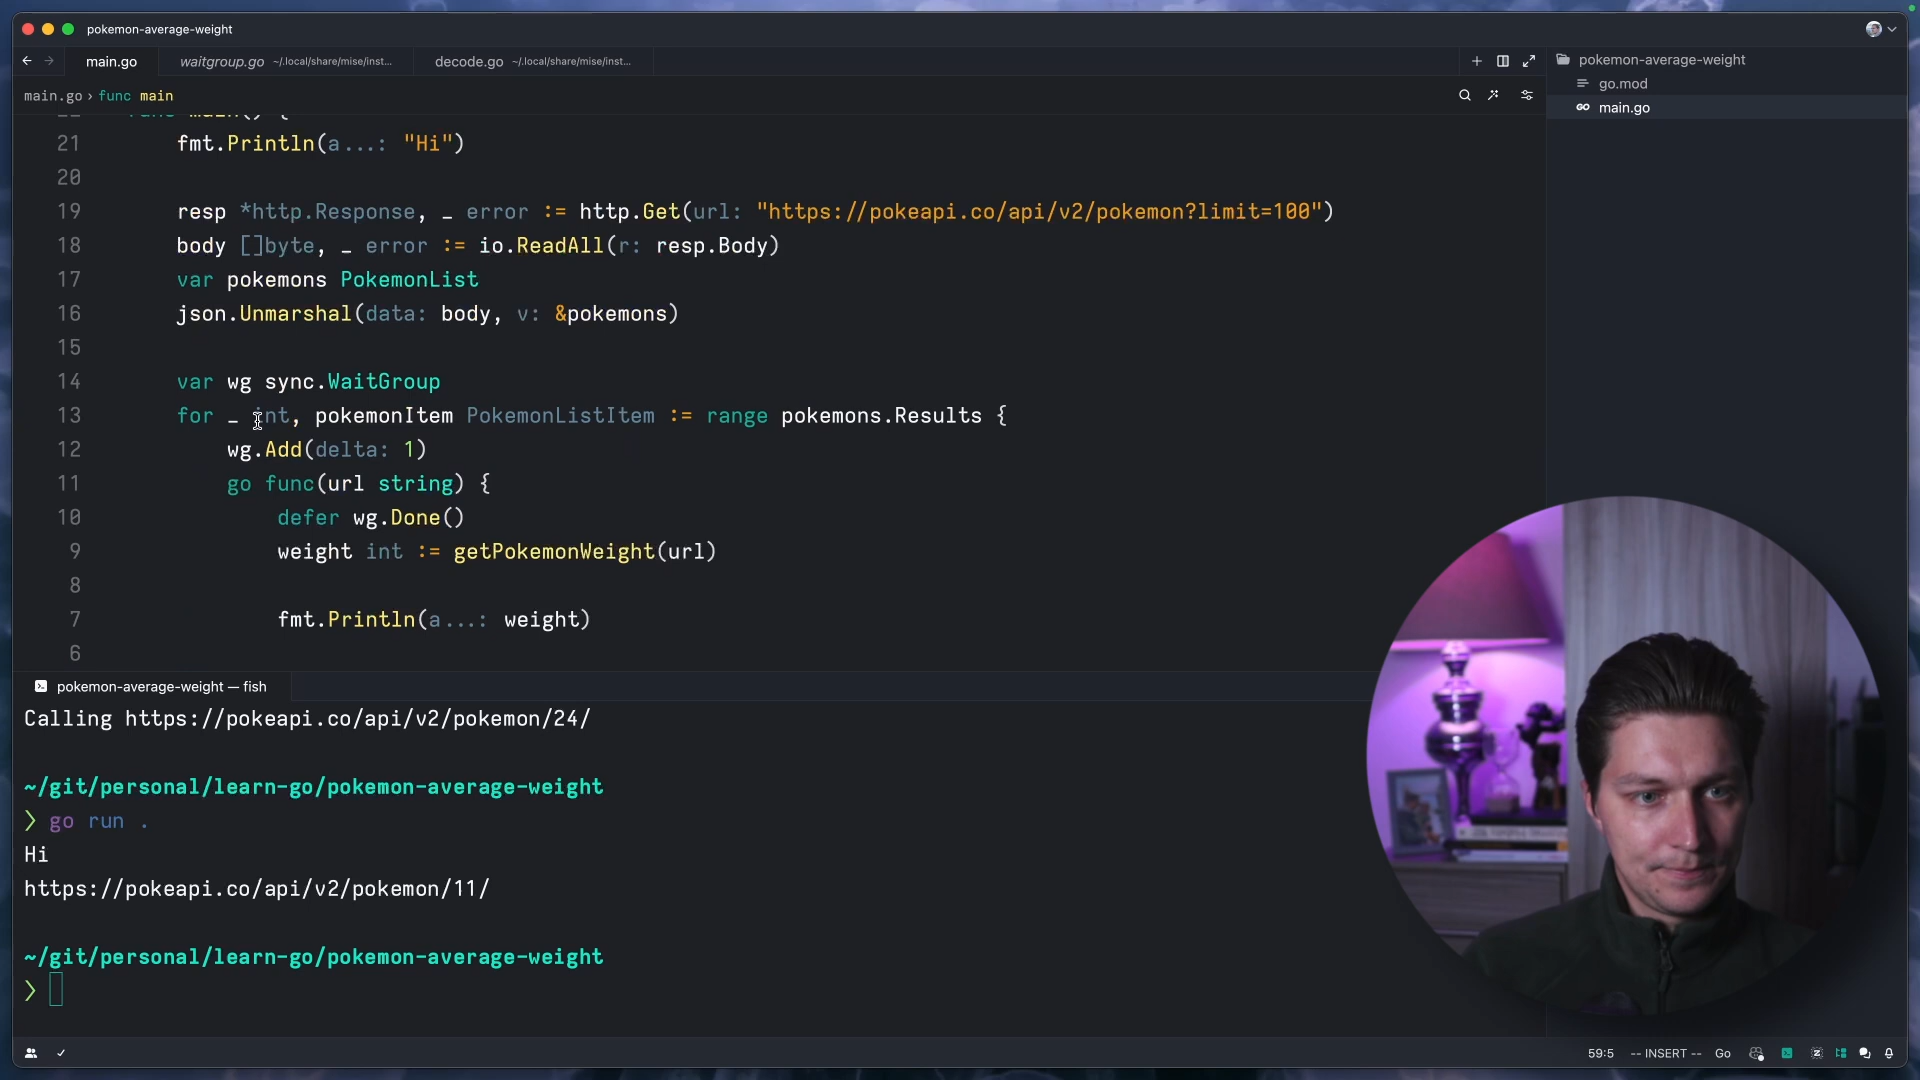 pokemon-average-weight
main.go
waitgroup.go ~/.local/share/mise/inst...
decode.go ~/.local/share/mise/inst...
pokemon-average-weight
go.mod
main.go
main.go › func main
22 func main() {
21 fmt.Println(a...: "Hi")
20
19 resp *http.Response, _ error := http.Get(url: "https://pokeapi.co/api/v2/pokemon?limit=100")
18 body []byte, _ error := io.ReadAll(r: resp.Body)
17 var pokemons PokemonList
16 json.Unmarshal(data: body, v: &pokemons)
15
14 var wg sync.WaitGroup
13 for _ int, pokemonItem PokemonListItem := range pokemons.Results {
12 wg.Add(delta: 1)
11 go func(url string) {
10 defer wg.Done()
9 weight int := getPokemonWeight(url)
8
7 fmt.Println(a...: weight)
6
pokemon-average-weight — fish
Calling https://pokeapi.co/api/v2/pokemon/24/
~/git/personal/learn-go/pokemon-average-weight
❯ go run .
Hi
https://pokeapi.co/api/v2/pokemon/11/
~/git/personal/learn-go/pokemon-average-weight
❯
59:5 -- INSERT -- Go